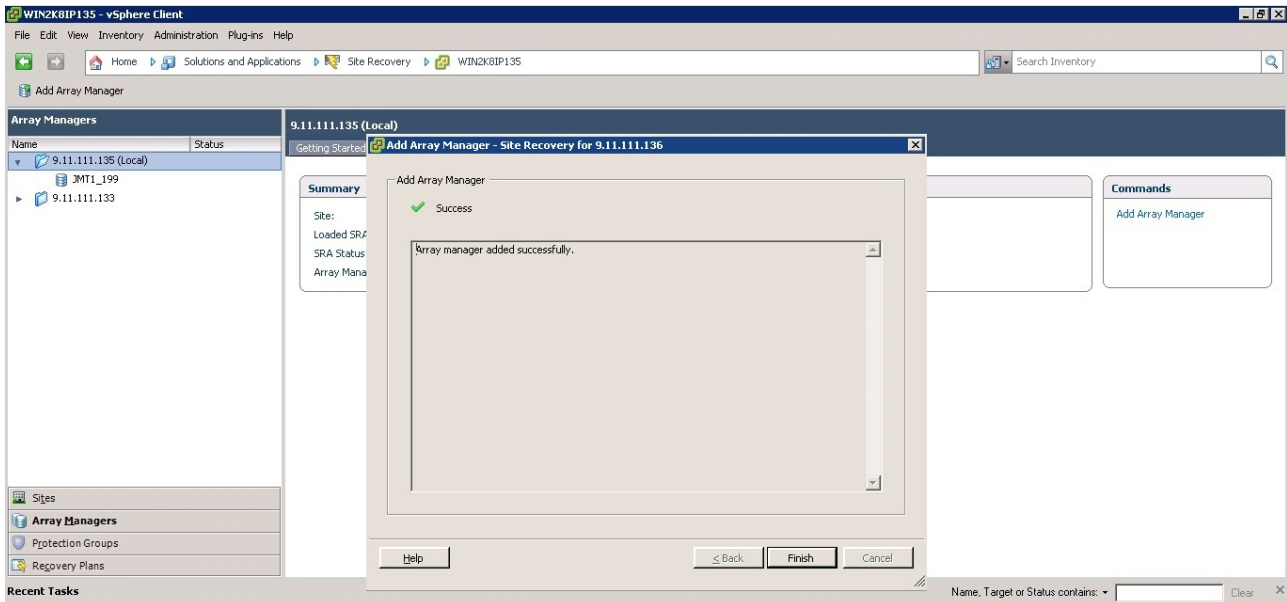 WIN2K8IP135 - vSphere Client
File Edit View Inventory Administration Plug-ins Help
Home Solutions and Applications Site Recovery WIN2K8IP135
Search Inventory
Add Array Manager
Array Managers
Name Status
9.11.111.135 (Local)
JMT1_199
9.11.111.133
Sites
Array Managers
Protection Groups
Recovery Plans
9.11.111.135 (Local)
Getting Started
Summary
Site:
Loaded SRA
SRA Status
Array Mana
Add Array Manager - Site Recovery for 9.11.111.136
Add Array Manager
Success
Array manager added successfully.
Help < Back Finish Cancel
Commands
Add Array Manager
Recent Tasks
Name, Target or Status contains:
Clear